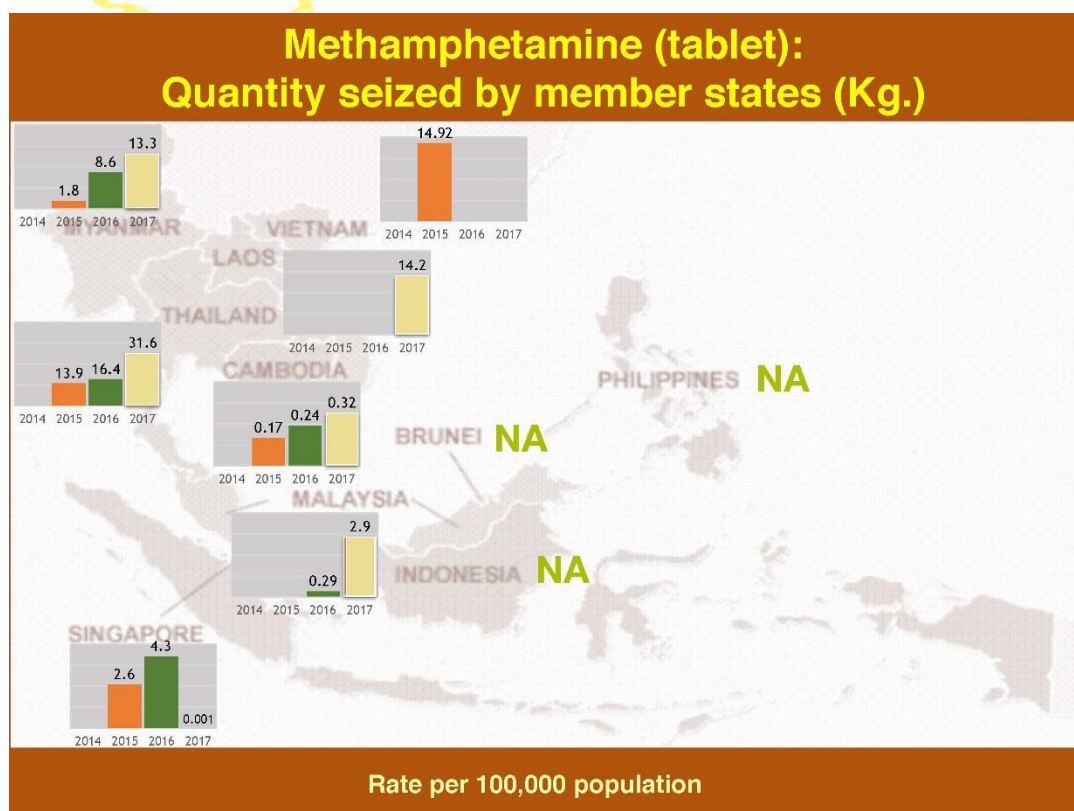 Methamphetamine (tablet):
Quantity seized by member states (Kg.)
1.8
8.6
13.3
2014 2015 2016 2017
MYANMAR
14.92
2014 2015 2016 2017
VIETNAM
LAOS
14.2
2014 2015 2016 2017
THAILAND
13.9 16.4 31.6
2014 2015 2016 2017
CAMBODIA
0.17 0.24 0.32
2014 2015 2016 2017
PHILIPPINES NA
BRUNEI NA
MALAYSIA
0.29 2.9
2014 2015 2016 2017
INDONESIA NA
SINGAPORE
2.6 4.3 0.001
2014 2015 2016 2017
Rate per 100,000 population